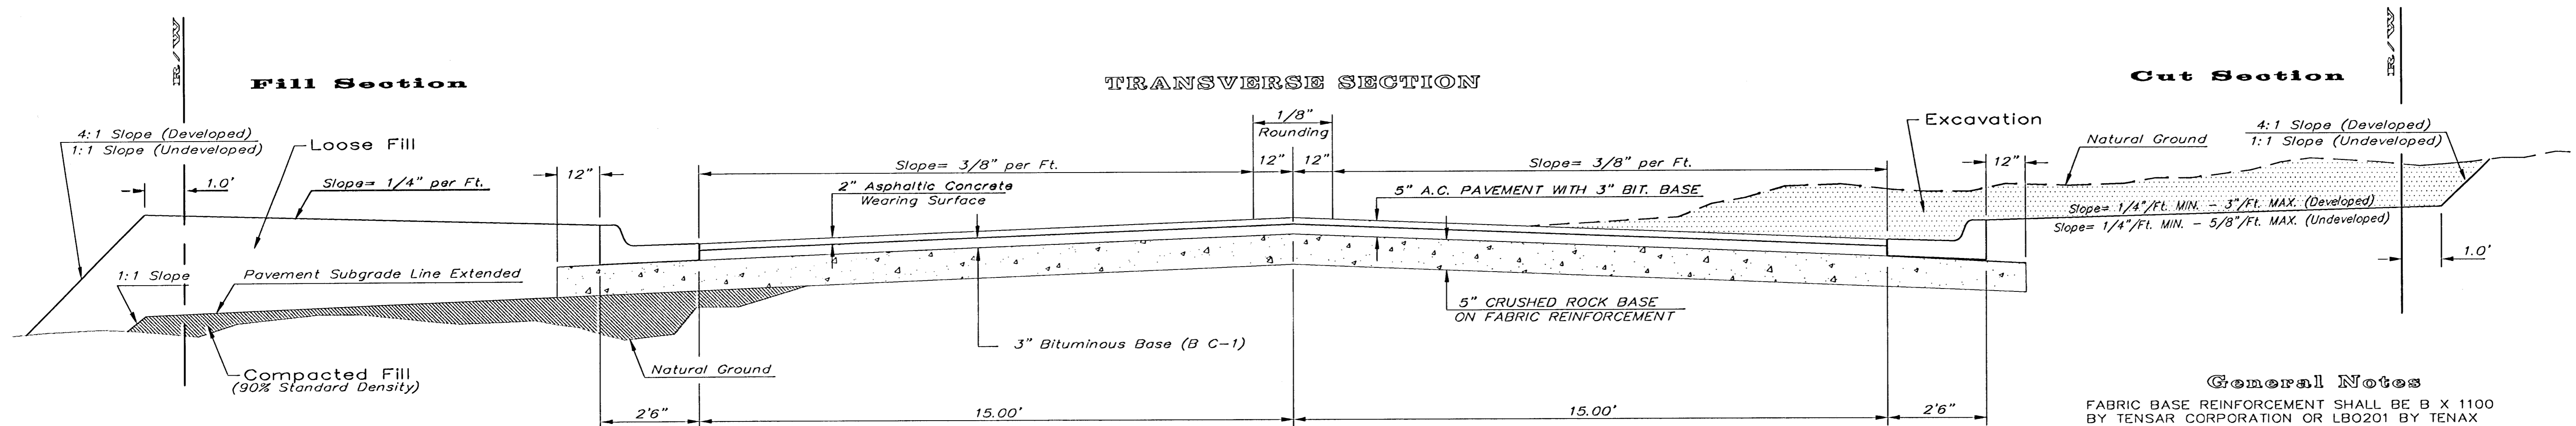 R/W
R/W
Fill Section
TRANSVERSE SECTION
Cut Section
1/8"
Rounding
4:1 Slope (Developed)
1:1 Slope (Undeveloped)
Loose Fill
Excavation
Natural Ground
4:1 Slope (Developed)
1:1 Slope (Undeveloped)
1.0'
Slope= 1/4" per Ft.
12"
Slope= 3/8" per Ft.
12"
12"
Slope= 3/8" per Ft.
12"
2" Asphaltic Concrete
Wearing Surface
5" A.C. PAVEMENT WITH 3" BIT. BASE
Slope= 1/4"/Ft. MIN. - 3"/Ft. MAX. (Developed)
Slope= 1/4"/Ft. MIN. - 5/8"/Ft. MAX. (Undeveloped)
1.0'
1:1 Slope
Pavement Subgrade Line Extended
5" CRUSHED ROCK BASE
ON FABRIC REINFORCEMENT
3" Bituminous Base (B C-1)
Compacted Fill
(90% Standard Density)
Natural Ground
2'6"
15.00'
15.00'
2'6"
General Notes
FABRIC BASE REINFORCEMENT SHALL BE B X 1100
BY TENSAR CORPORATION OR LBO201 BY TENAX